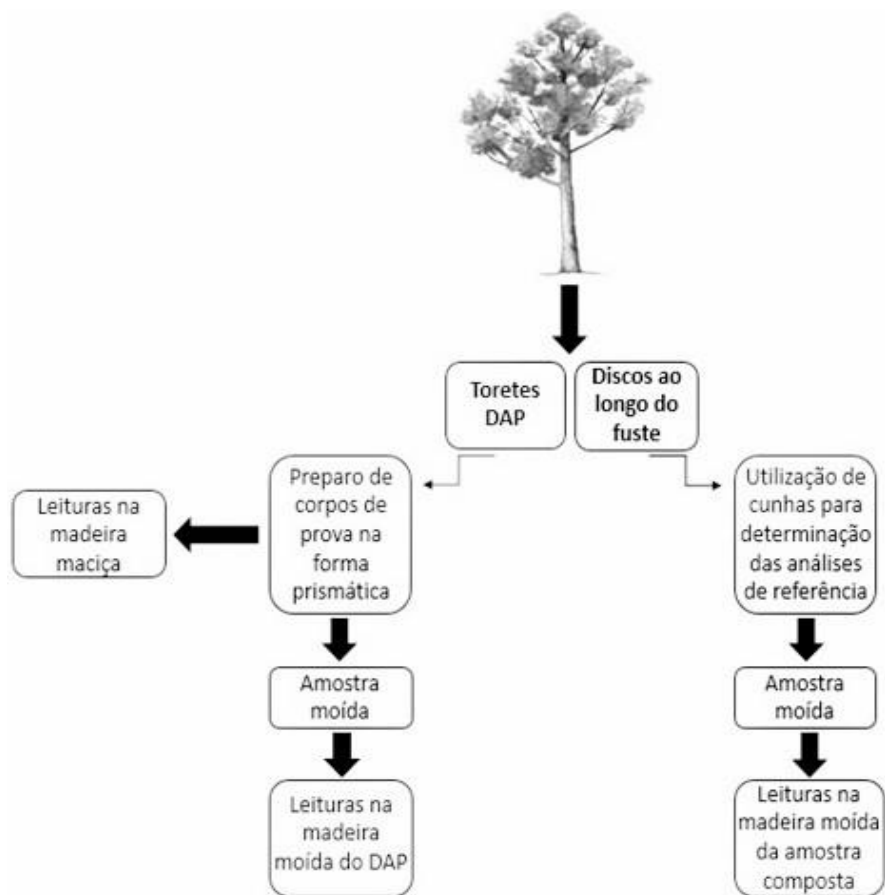 Toretes
DAP
Discos ao
longo do
fuste
Leituras na
madeira
maciça
Preparo de
corpos de
prova na
forma
prismática
Utilização de
cunhas para
determinação
das análises
de referência
Amostra
moída
Amostra
moída
Leituras na
madeira
moída do DAP
Leituras na
madeira moída
da amostra
composta